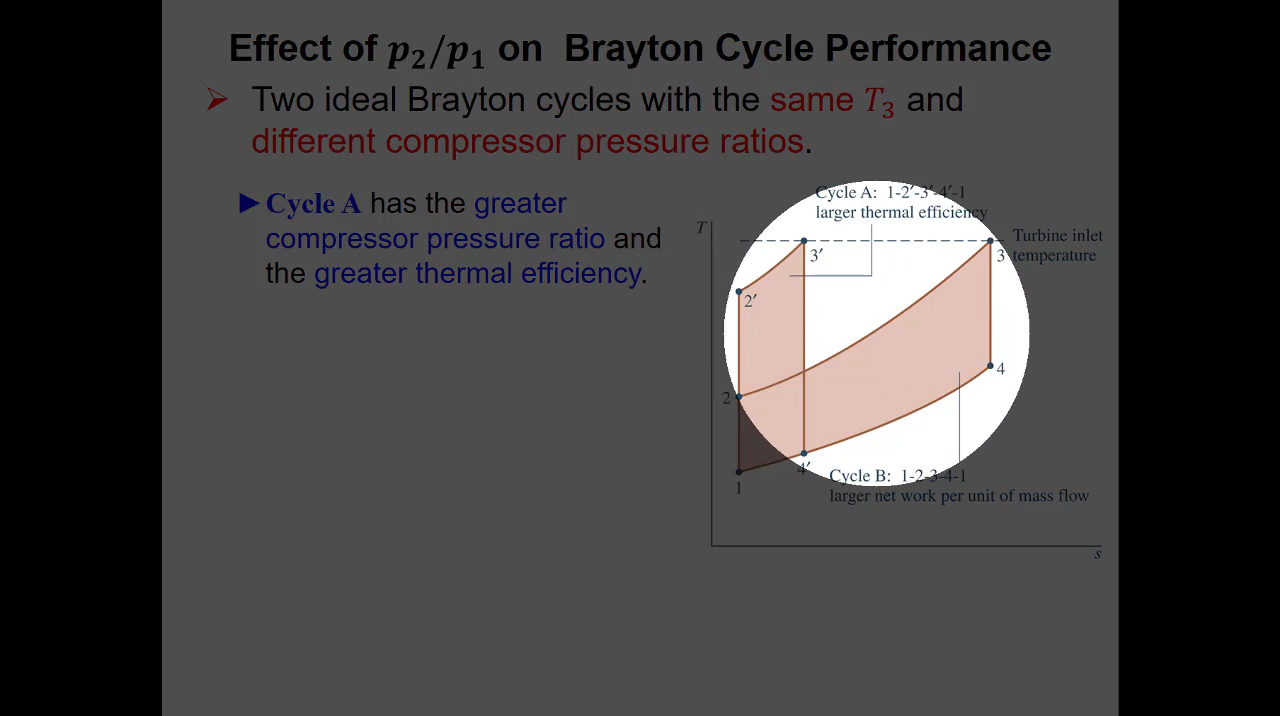 Effect of p₂/p₁ on Brayton Cycle Performance
➢ Two ideal Brayton cycles with the same T₃ and
different compressor pressure ratios.
►Cycle A has the greater
compressor pressure ratio and
the greater thermal efficiency.
Cycle A: 1-2′-3′-4′-1
larger thermal efficiency
T
Turbine inlet
temperature
3′
3
2′
4
2
4′
1
Cycle B: 1-2-3-4-1
larger net work per unit of mass flow
s